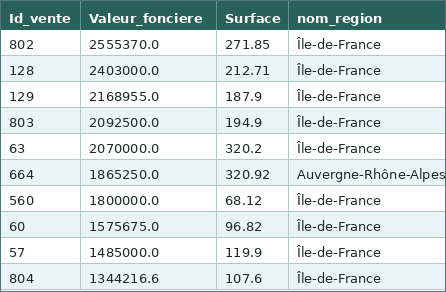 Id_vente Valeur_fonciere Surface nom_region
802 2555370.0 271.85 Île-de-France
128 2403000.0 212.71 Île-de-France
129 2168955.0 187.9 Île-de-France
803 2092500.0 194.9 Île-de-France
63 2070000.0 320.2 Île-de-France
664 1865250.0 320.92 Auvergne-Rhône-Alpes
560 1800000.0 68.12 Île-de-France
60 1575675.0 96.82 Île-de-France
57 1485000.0 119.9 Île-de-France
804 1344216.6 107.6 Île-de-France